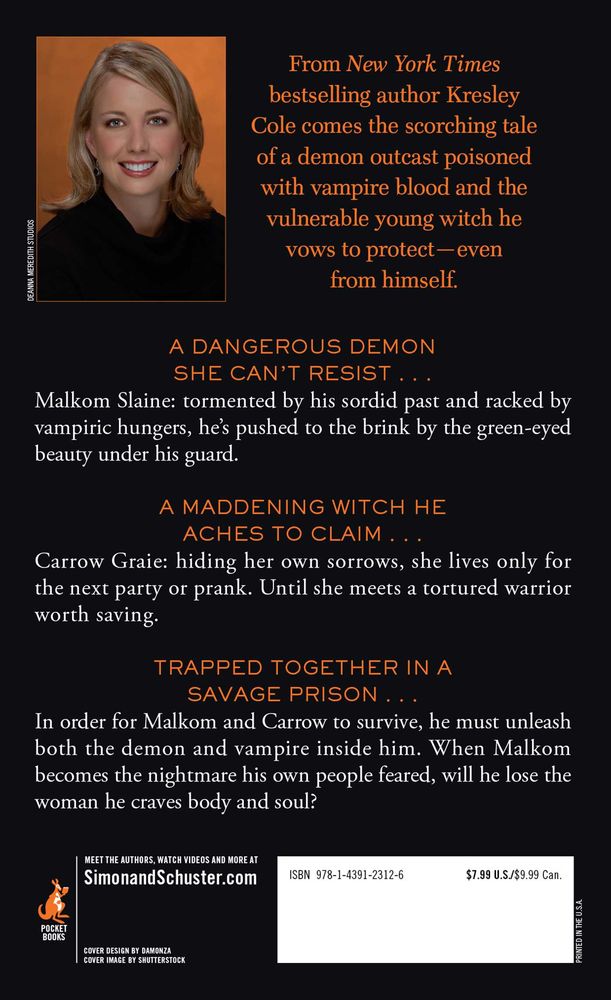 DEANNA MEREDITH STUDIOS
From New York Times
bestselling author Kresley
Cole comes the scorching tale
of a demon outcast poisoned
with vampire blood and the
vulnerable young witch he
vows to protect—even
from himself.
A DANGEROUS DEMON
SHE CAN’T RESIST . . .
Malkom Slaine: tormented by his sordid past and racked by
vampiric hungers, he’s pushed to the brink by the green-eyed
beauty under his guard.
A MADDENING WITCH HE
ACHES TO CLAIM . . .
Carrow Graie: hiding her own sorrows, she lives only for
the next party or prank. Until she meets a tortured warrior
worth saving.
TRAPPED TOGETHER IN A
SAVAGE PRISON . . .
In order for Malkom and Carrow to survive, he must unleash
both the demon and vampire inside him. When Malkom
becomes the nightmare his own people feared, will he lose the
woman he craves body and soul?
POCKET
BOOKS
MEET THE AUTHORS, WATCH VIDEOS AND MORE AT
SimonandSchuster.com
COVER DESIGN BY DAMONZA
COVER IMAGE BY SHUTTERSTOCK
ISBN 978-1-4391-2312-6 $7.99 U.S./$9.99 Can.
PRINTED IN THE U.S.A.